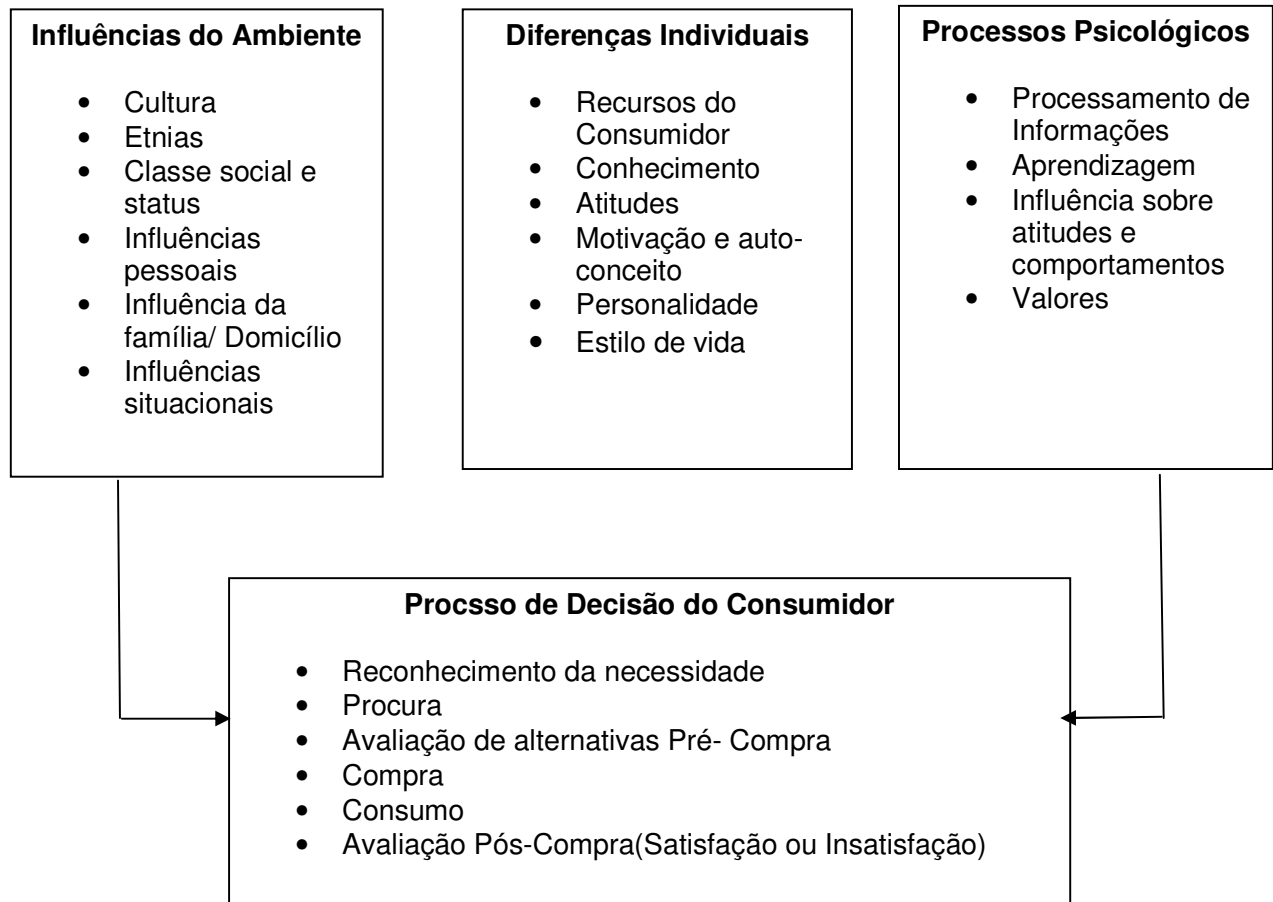 Influências do Ambiente
• Cultura
• Etnias
• Classe social e
status
• Influências
pessoais
• Influência da
família/ Domicílio
• Influências
situacionais
Diferenças Individuais
• Recursos do
Consumidor
• Conhecimento
• Atitudes
• Motivação e auto-
conceito
• Personalidade
• Estilo de vida
Processos Psicológicos
• Processamento de
Informações
• Aprendizagem
• Influência sobre
atitudes e
comportamentos
• Valores
Procsso de Decisão do Consumidor
• Reconhecimento da necessidade
• Procura
• Avaliação de alternativas Pré- Compra
• Compra
• Consumo
• Avaliação Pós-Compra(Satisfação ou Insatisfação)